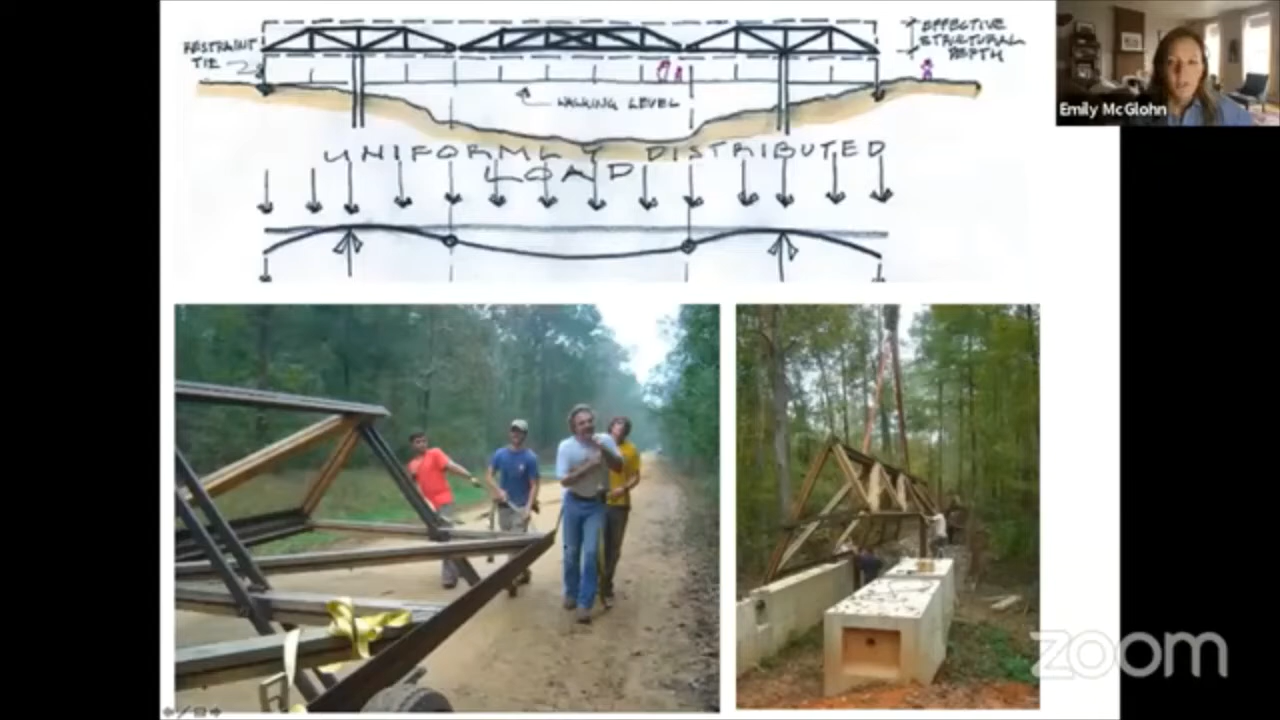 RESTRAINT
TIE
EFFECTIVE
STRUCTURAL
DEPTH
WALKING LEVEL
UNIFORMLY DISTRIBUTED
LOAD
Emily McGlohn
zoom